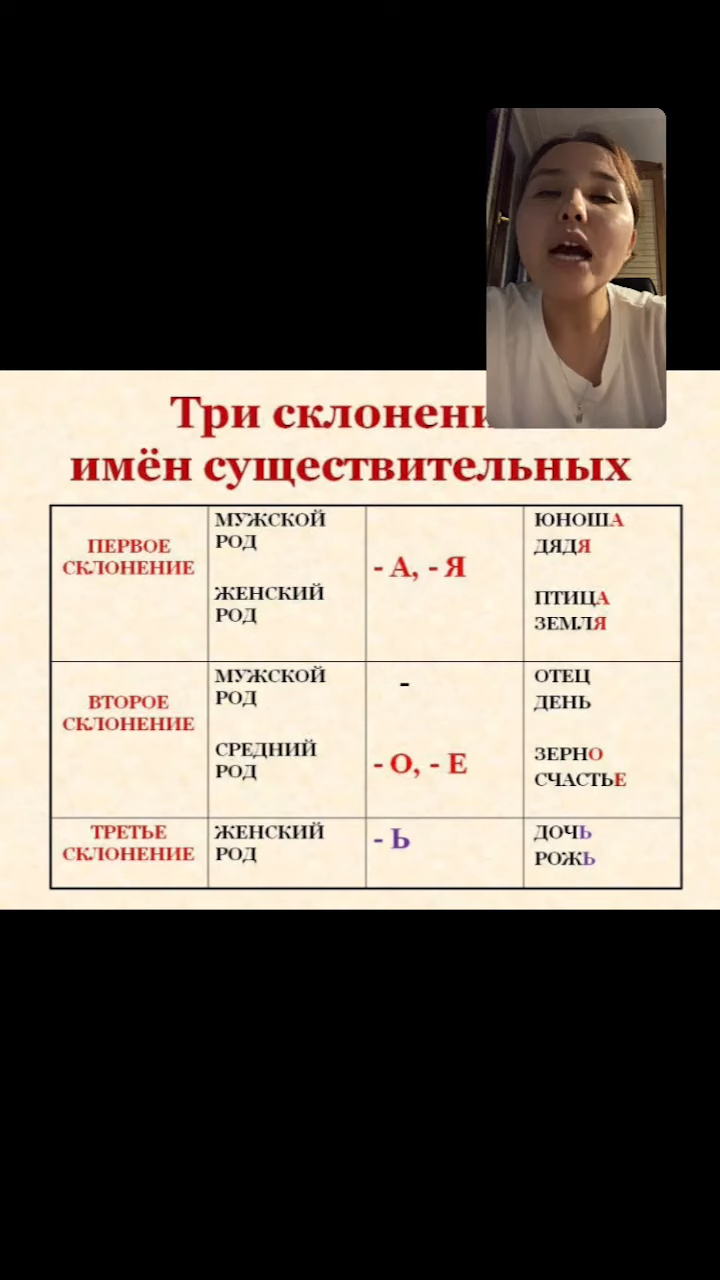 Три склонени
имён существительных
ПЕРВОЕ
СКЛОНЕНИЕ
МУЖСКОЙ
РОД
ЖЕНСКИЙ
РОД
- А, - Я
ЮНОША
ДЯДЯ
ПТИЦА
ЗЕМЛЯ
ВТОРОЕ
СКЛОНЕНИЕ
МУЖСКОЙ
РОД
СРЕДНИЙ
РОД
-
- О, - Е
ОТЕЦ
ДЕНЬ
ЗЕРНО
СЧАСТЬЕ
ТРЕТЬЕ
СКЛОНЕНИЕ
ЖЕНСКИЙ
РОД
- Ь
ДОЧЬ
РОЖЬ